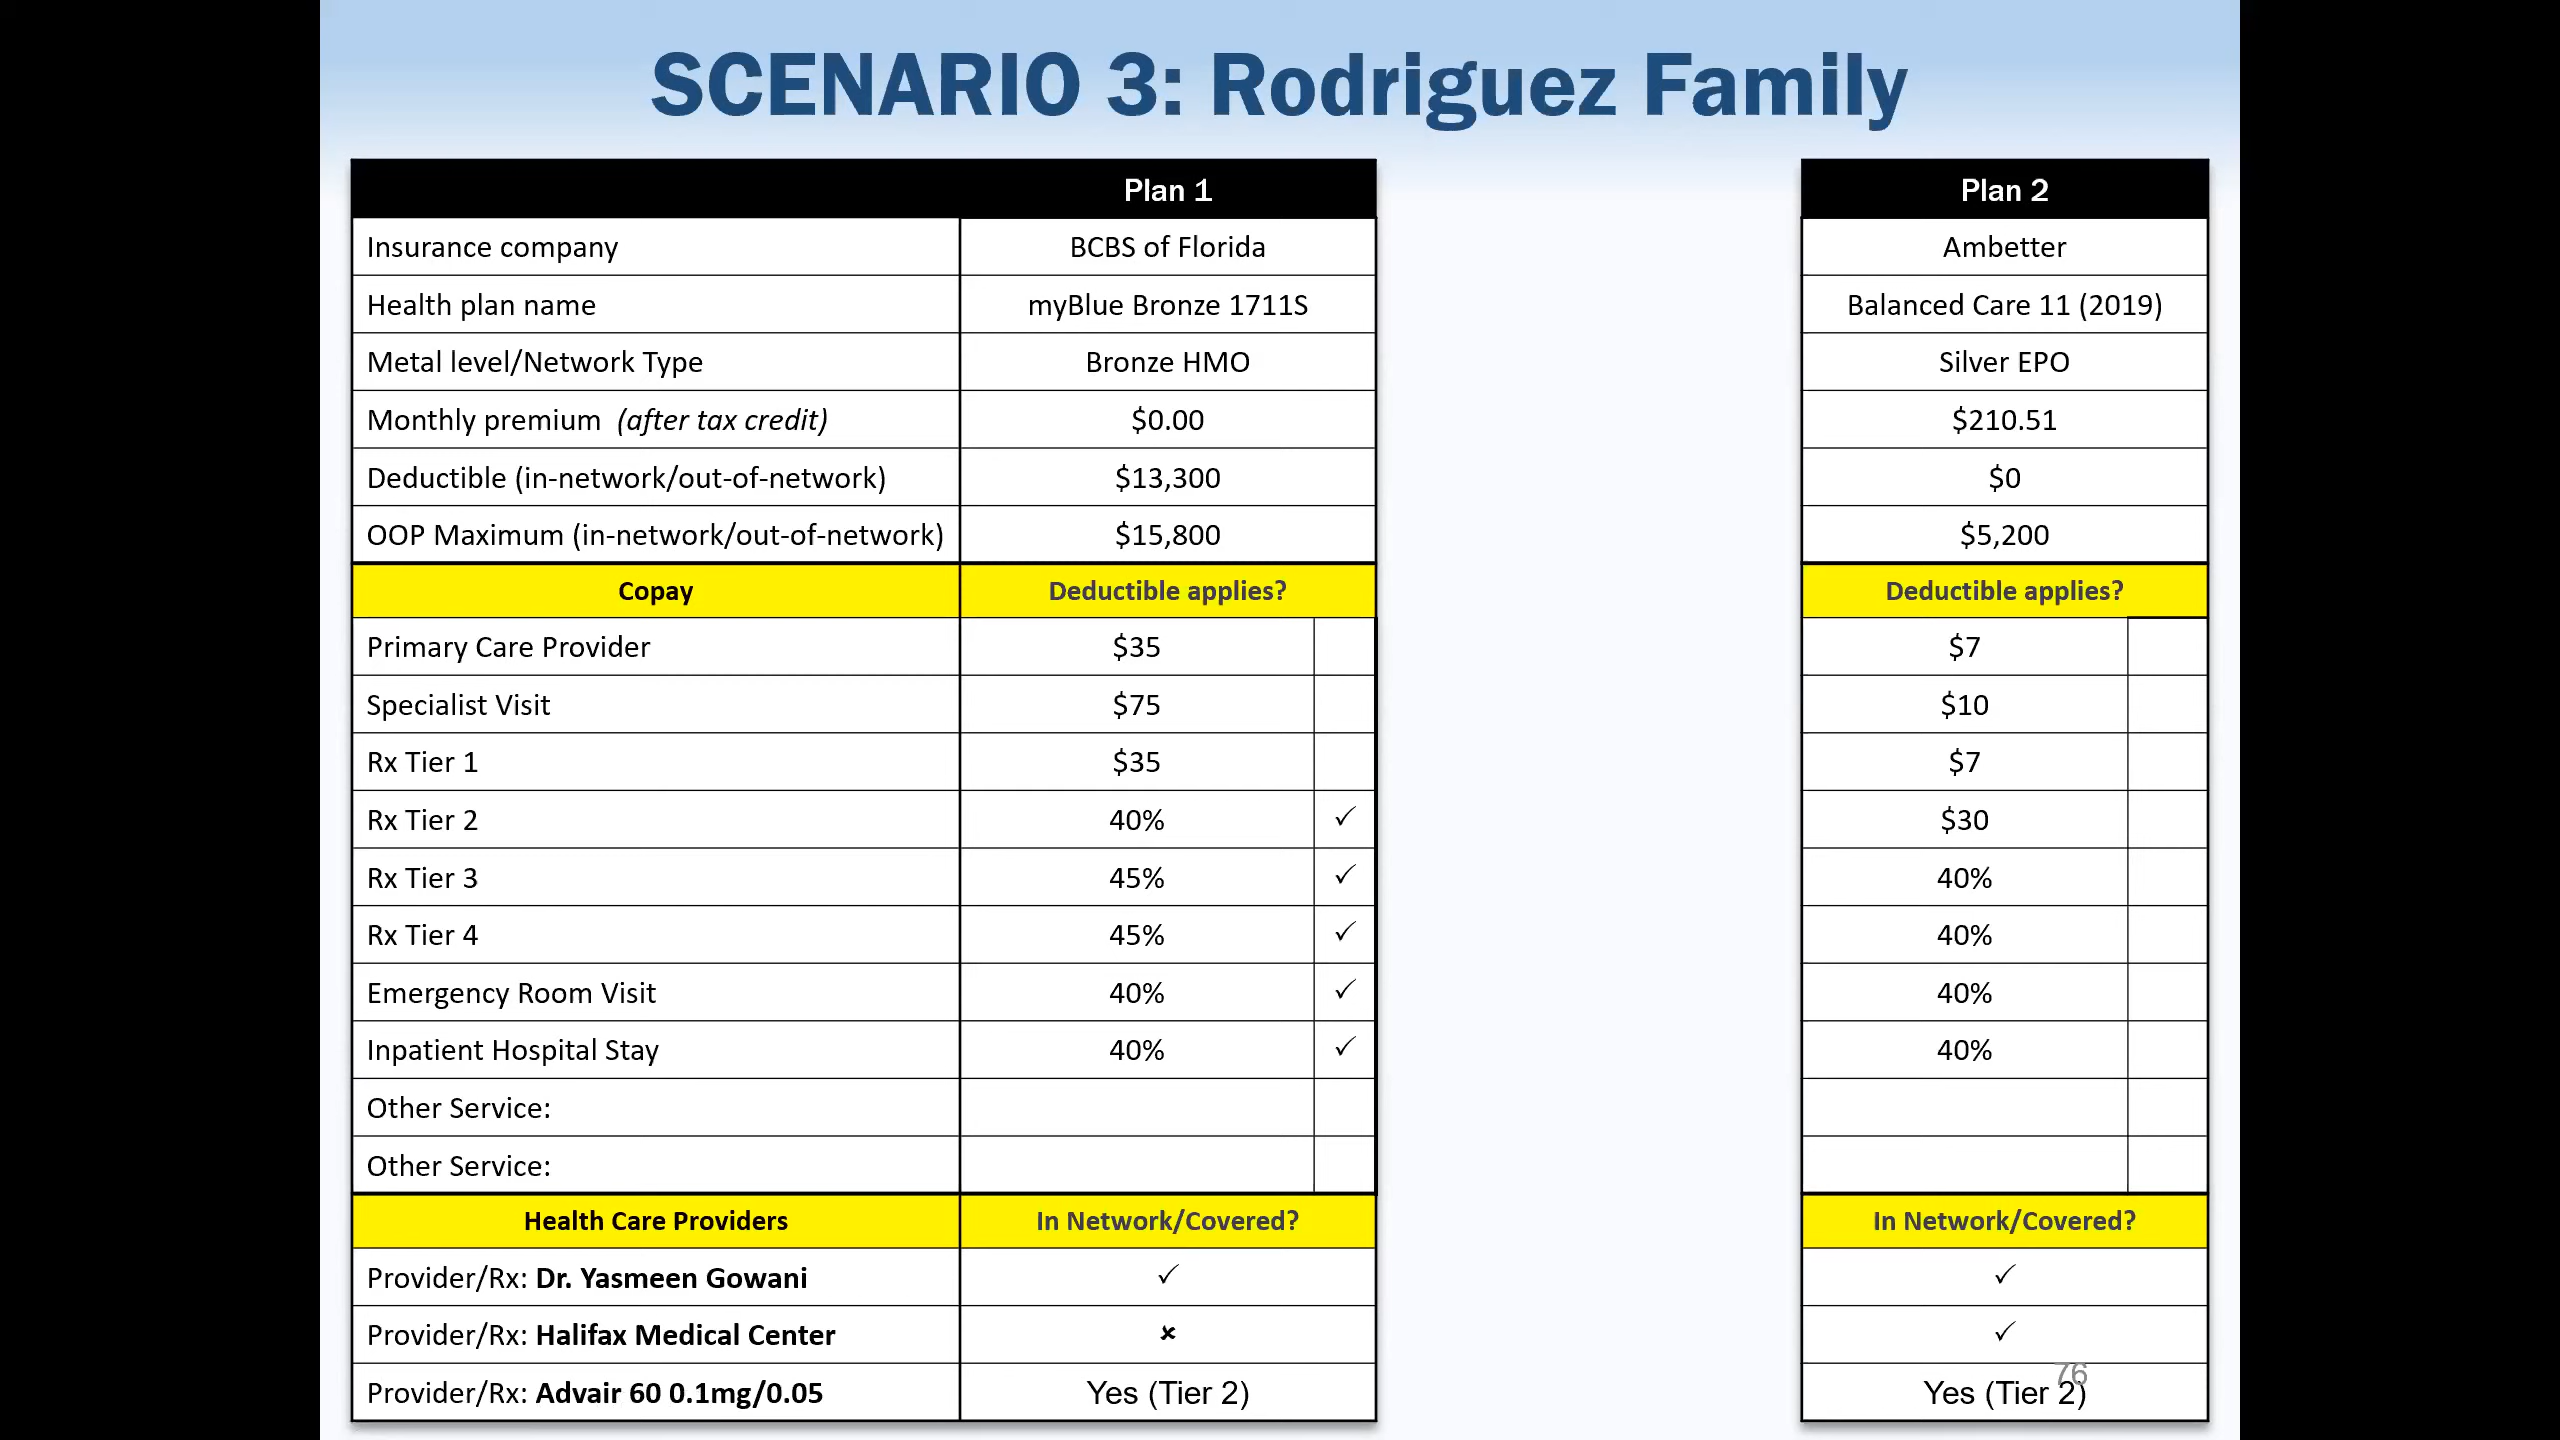 SCENARIO 3: Rodriguez Family
Plan 1 Plan 2
Insurance company BCBS of Florida Ambetter
Health plan name myBlue Bronze 1711S Balanced Care 11 (2019)
Metal level/Network Type Bronze HMO Silver EPO
Monthly premium (after tax credit) $0.00 $210.51
Deductible (in-network/out-of-network) $13,300 $0
OOP Maximum (in-network/out-of-network) $15,800 $5,200
Copay Deductible applies? Deductible applies?
Primary Care Provider $35 $7
Specialist Visit $75 $10
Rx Tier 1 $35 $7
Rx Tier 2 40% ✓ $30
Rx Tier 3 45% ✓ 40%
Rx Tier 4 45% ✓ 40%
Emergency Room Visit 40% ✓ 40%
Inpatient Hospital Stay 40% ✓ 40%
Other Service:
Other Service:
Health Care Providers In Network/Covered? In Network/Covered?
Provider/Rx: Dr. Yasmeen Gowani ✓ ✓
Provider/Rx: Halifax Medical Center ✗ ✓
Provider/Rx: Advair 60 0.1mg/0.05 Yes (Tier 2) Yes (Tier 2)
76